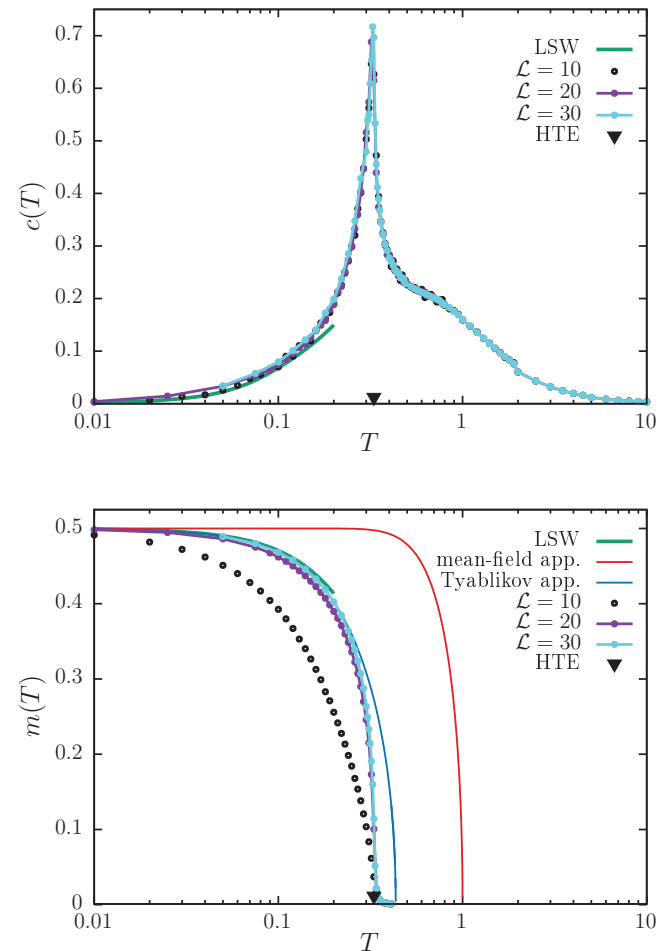 0.7
0.6
0.5
0.4
0.3
0.2
0.1
0
c(T)
LSW
ℒ = 10
ℒ = 20
ℒ = 30
HTE
0.01
0.1
1
10
T
0.5
0.4
0.3
0.2
0.1
0
m(T)
LSW
mean-field app.
Tyablikov app.
ℒ = 10
ℒ = 20
ℒ = 30
HTE
0.01
0.1
1
10
T